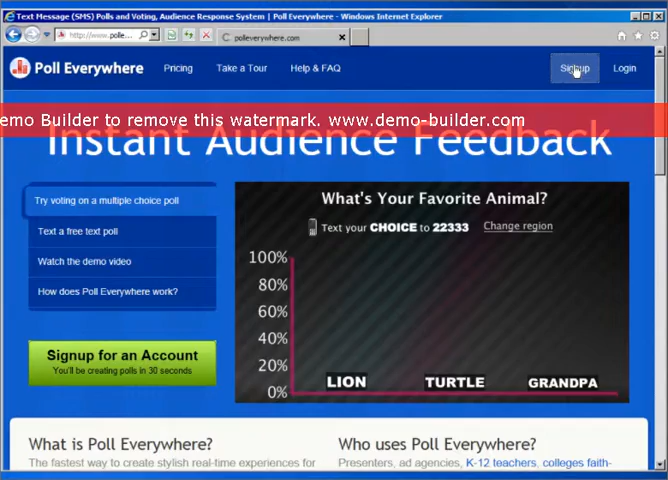 Text Message (SMS) Polls and Voting, Audience Response System | Poll Everywhere - Windows Internet Explorer
http://www.polle...
polleverywhere.com
Poll Everywhere
Pricing
Take a Tour
Help & FAQ
Signup
Login
emo Builder to remove this watermark. www.demo-builder.com
Instant Audience Feedback
Try voting on a multiple choice poll
Text a free text poll
Watch the demo video
How does Poll Everywhere work?
Signup for an Account
You'll be creating polls in 30 seconds
What's Your Favorite Animal?
Text your CHOICE to 22333
Change region
100%
80%
60%
40%
20%
0%
LION
TURTLE
GRANDPA
What is Poll Everywhere?
The fastest way to create stylish real-time experiences for
Who uses Poll Everywhere?
Presenters, ad agencies, K-12 teachers, colleges faith-